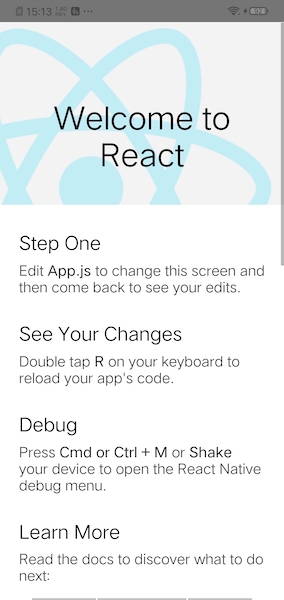 15:13
Welcome to
React
Step One
Edit App.js to change this screen and
then come back to see your edits.
See Your Changes
Double tap R on your keyboard to
reload your app's code.
Debug
Press Cmd or Ctrl + M or Shake
your device to open the React Native
debug menu.
Learn More
Read the docs to discover what to do
next: